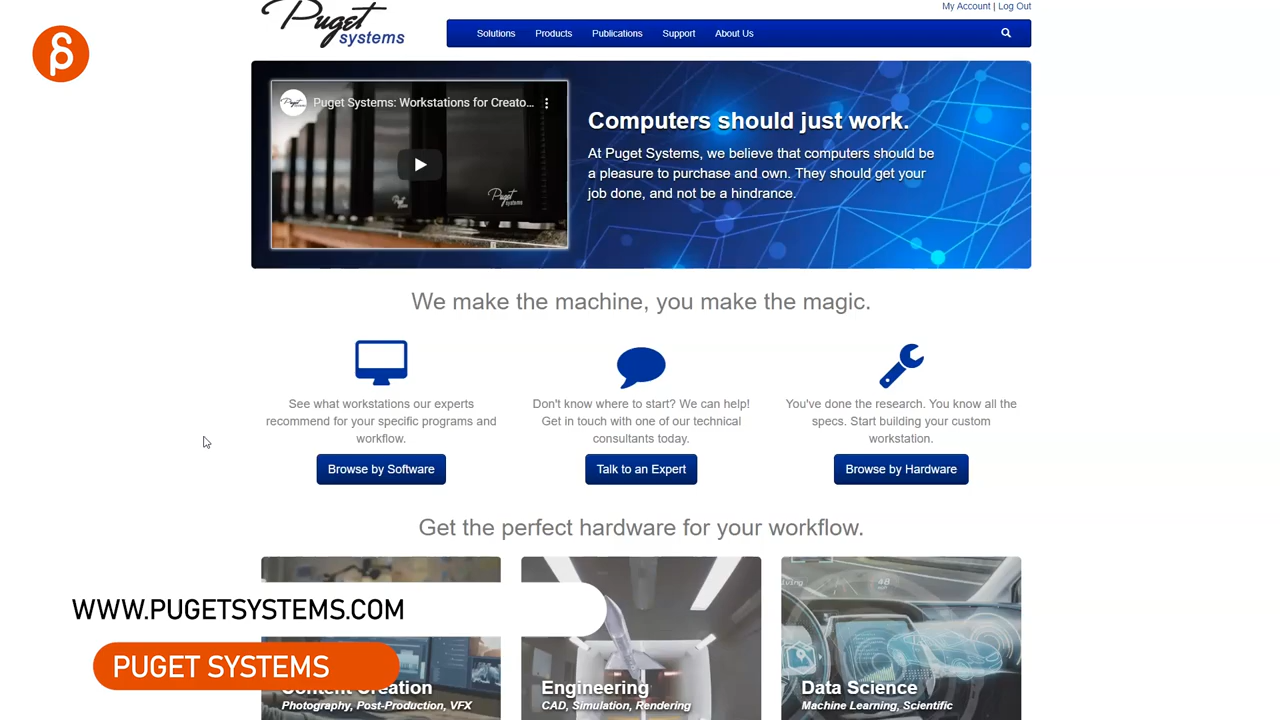 Puget
systems
My Account | Log Out
Solutions Products Publications Support About Us
Puget Systems: Workstations for Creato...
Puget
systems
Computers should just work.
At Puget Systems, we believe that computers should be
a pleasure to purchase and own. They should get your
job done, and not be a hindrance.
We make the machine, you make the magic.
See what workstations our experts
recommend for your specific programs and
workflow.
Browse by Software
Don't know where to start? We can help!
Get in touch with one of our technical
consultants today.
Talk to an Expert
You've done the research. You know all the
specs. Start building your custom
workstation.
Browse by Hardware
Get the perfect hardware for your workflow.
WWW.PUGETSYSTEMS.COM
PUGET SYSTEMS
Content Creation
Photography, Post-Production, VFX
Engineering
CAD, Simulation, Rendering
Data Science
Machine Learning, Scientific